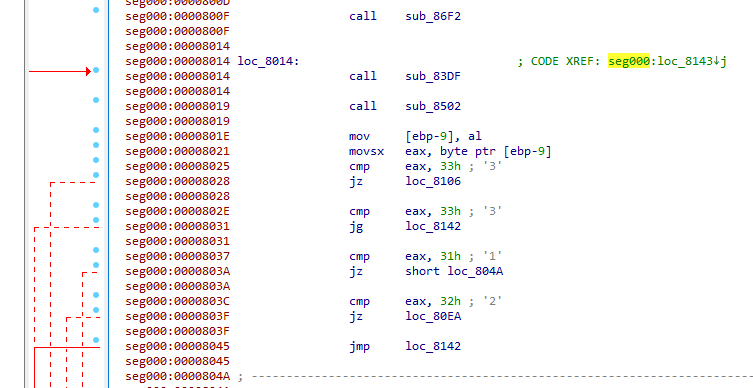 seg000:0000800D
seg000:0000800F call sub_86F2
seg000:0000800F
seg000:00008014
seg000:00008014 loc_8014: ; CODE XREF: seg000:loc_8143↓j
seg000:00008014 call sub_83DF
seg000:00008014
seg000:00008019 call sub_8502
seg000:00008019
seg000:0000801E mov [ebp-9], al
seg000:00008021 movsx eax, byte ptr [ebp-9]
seg000:00008025 cmp eax, 33h ; '3'
seg000:00008028 jz loc_8106
seg000:00008028
seg000:0000802E cmp eax, 33h ; '3'
seg000:00008031 jg loc_8142
seg000:00008031
seg000:00008037 cmp eax, 31h ; '1'
seg000:0000803A jz short loc_804A
seg000:0000803A
seg000:0000803C cmp eax, 32h ; '2'
seg000:0000803F jz loc_80EA
seg000:0000803F
seg000:00008045 jmp loc_8142
seg000:00008045
seg000:0000804A ; ---------------------------------------------------------------